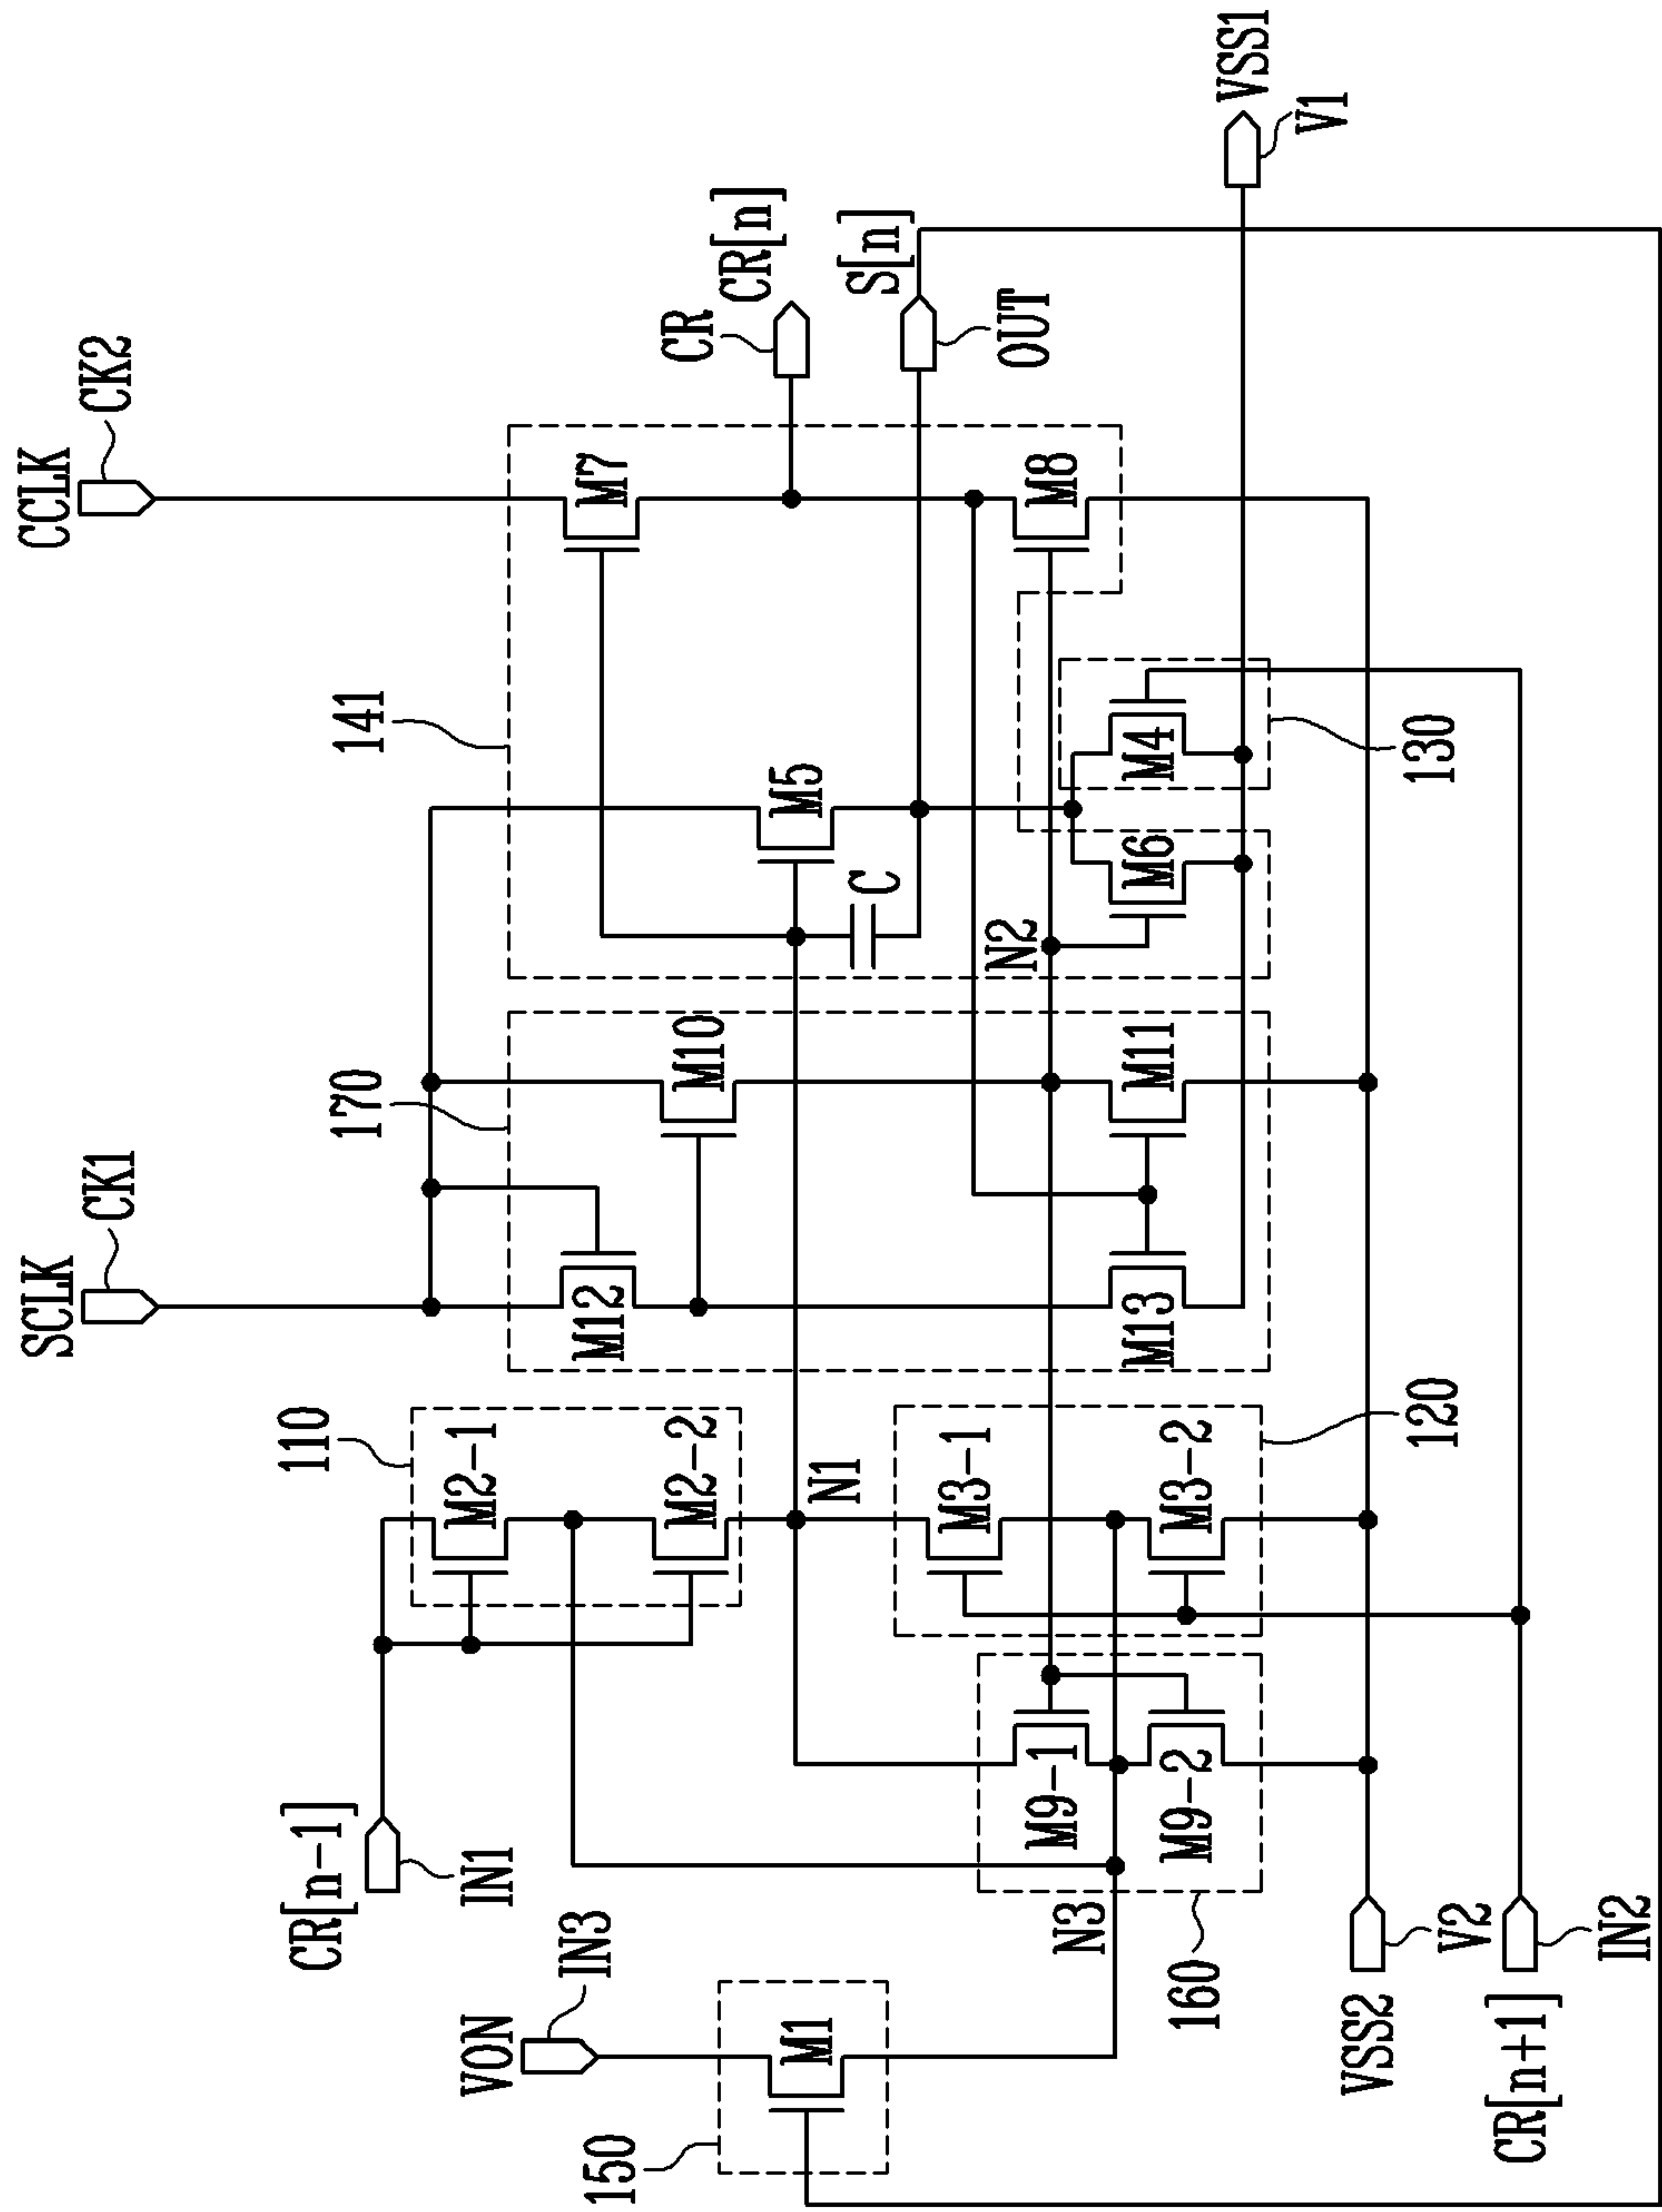 SCLK
CK1
CCLK
CK2
CR[n-1]
IN1
110
M2-1
M2-2
170
M12
M10
141
M7
M5
C
CR
CR[n]
S[n]
OUT
VON
IN3
150
M1
N1
N2
N3
M3-1
M3-2
120
M9-1
M9-2
160
M13
M11
M6
M4
130
M8
VSS1
V1
VSS2
V2
CR[n+1]
IN2